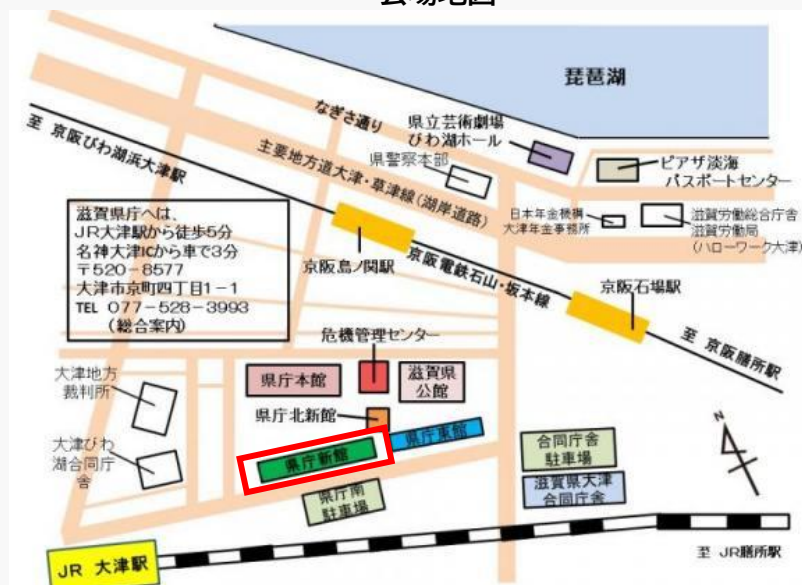 琵琶湖
なぎさ通り
県立芸術劇場
びわ湖ホール
至 京阪びわ湖浜大津駅
主要地方道大津・草津線(湖岸道路)
県警察本部
ピアザ淡海
パスポートセンター
滋賀県庁へは、
JR大津駅から徒歩5分
名神大津ICから車で3分
〒520-8577
大津市京町四丁目1-1
TEL 077-528-3993
(総合案内)
日本年金機構
大津年金事務所
滋賀労働総合庁舎
滋賀労働局
(ハローワーク大津)
京阪島ノ関駅
京阪電鉄石山・坂本線
京阪石場駅
至 京阪膳所駅
危機管理センター
大津地方
裁判所
県庁本館
滋賀県
公館
県庁北新館
大津びわ
湖合同庁
舎
県庁新館
県庁東館
合同庁舎
駐車場
N
県庁南
駐車場
滋賀県大津
合同庁舎
JR 大津駅
至 JR膳所駅